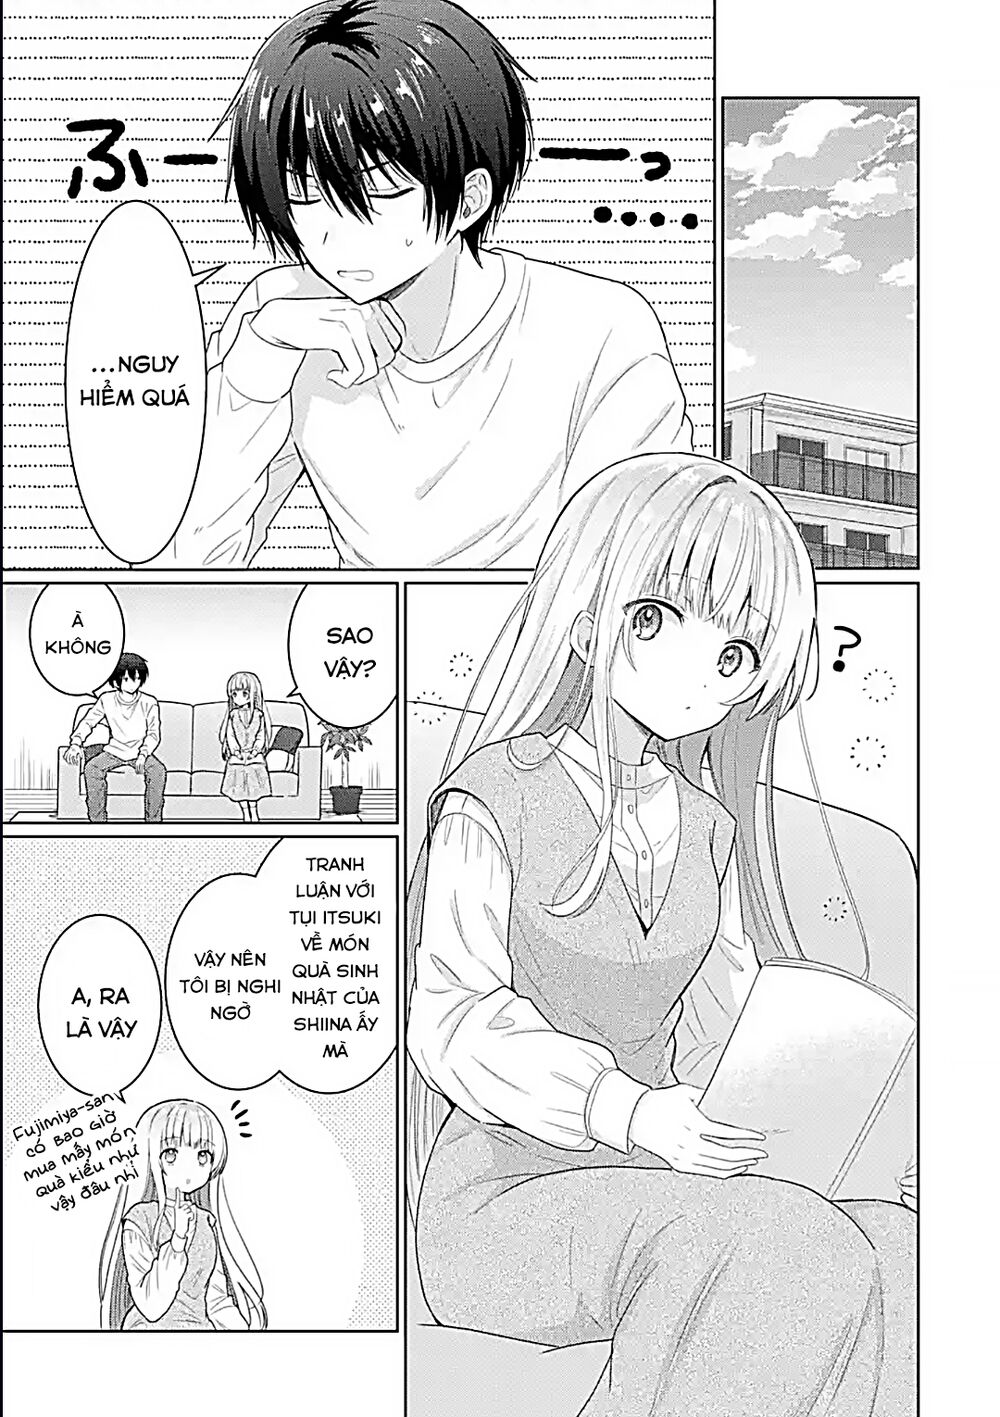 ふーーっ
....
...NGUY
HIỂM QUÁ
?
SAO
VẬY?
À
KHÔNG
TRANH
LUẬN VỚI
TỤI ITSUKI
VỀ MÓN
QUÀ SINH
NHẬT CỦA
SHIINA ẤY
MÀ
VẬY NÊN
TÔI BỊ NGHI
NGỜ
A, RA
LÀ VẬY
Fujimiya-san
có bao giờ
mua mấy món
quà kiểu như
vậy đâu nhỉ